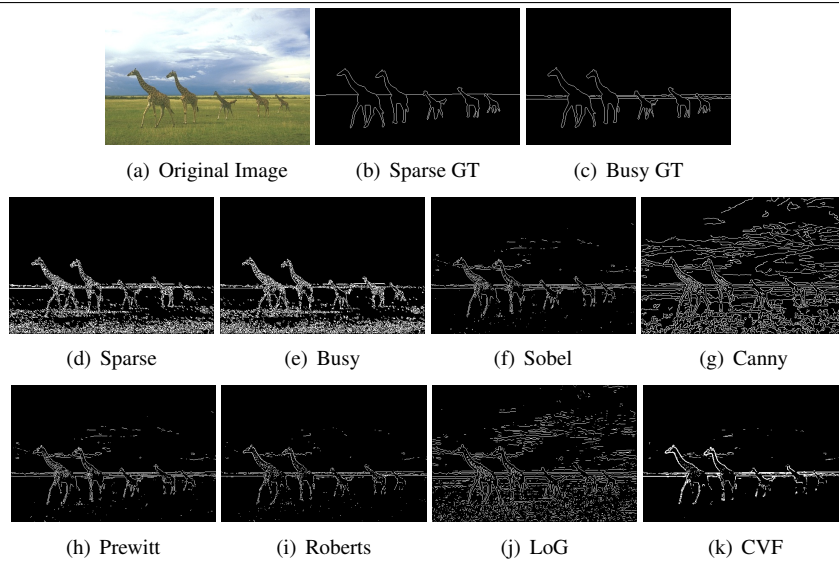 (a) Original Image (b) Sparse GT (c) Busy GT
(d) Sparse (e) Busy (f) Sobel (g) Canny
(h) Prewitt (i) Roberts (j) LoG (k) CVF